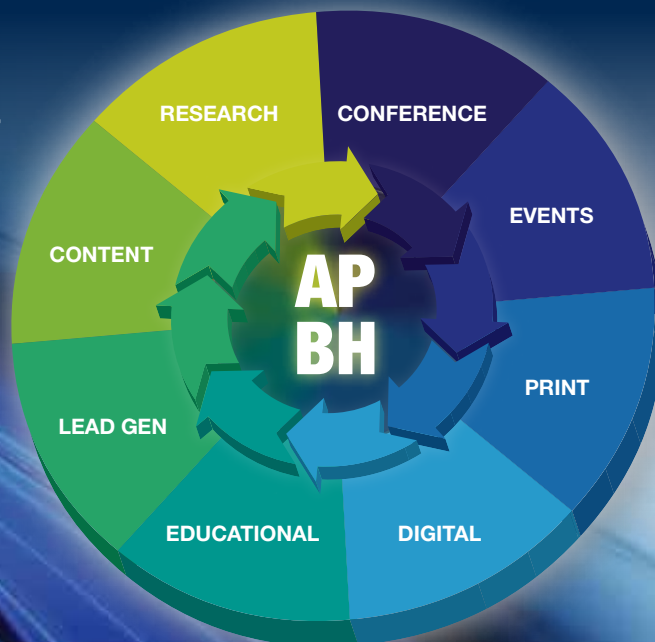 RESEARCH
CONFERENCE
EVENTS
CONTENT
AP
BH
PRINT
LEAD GEN
EDUCATIONAL
DIGITAL